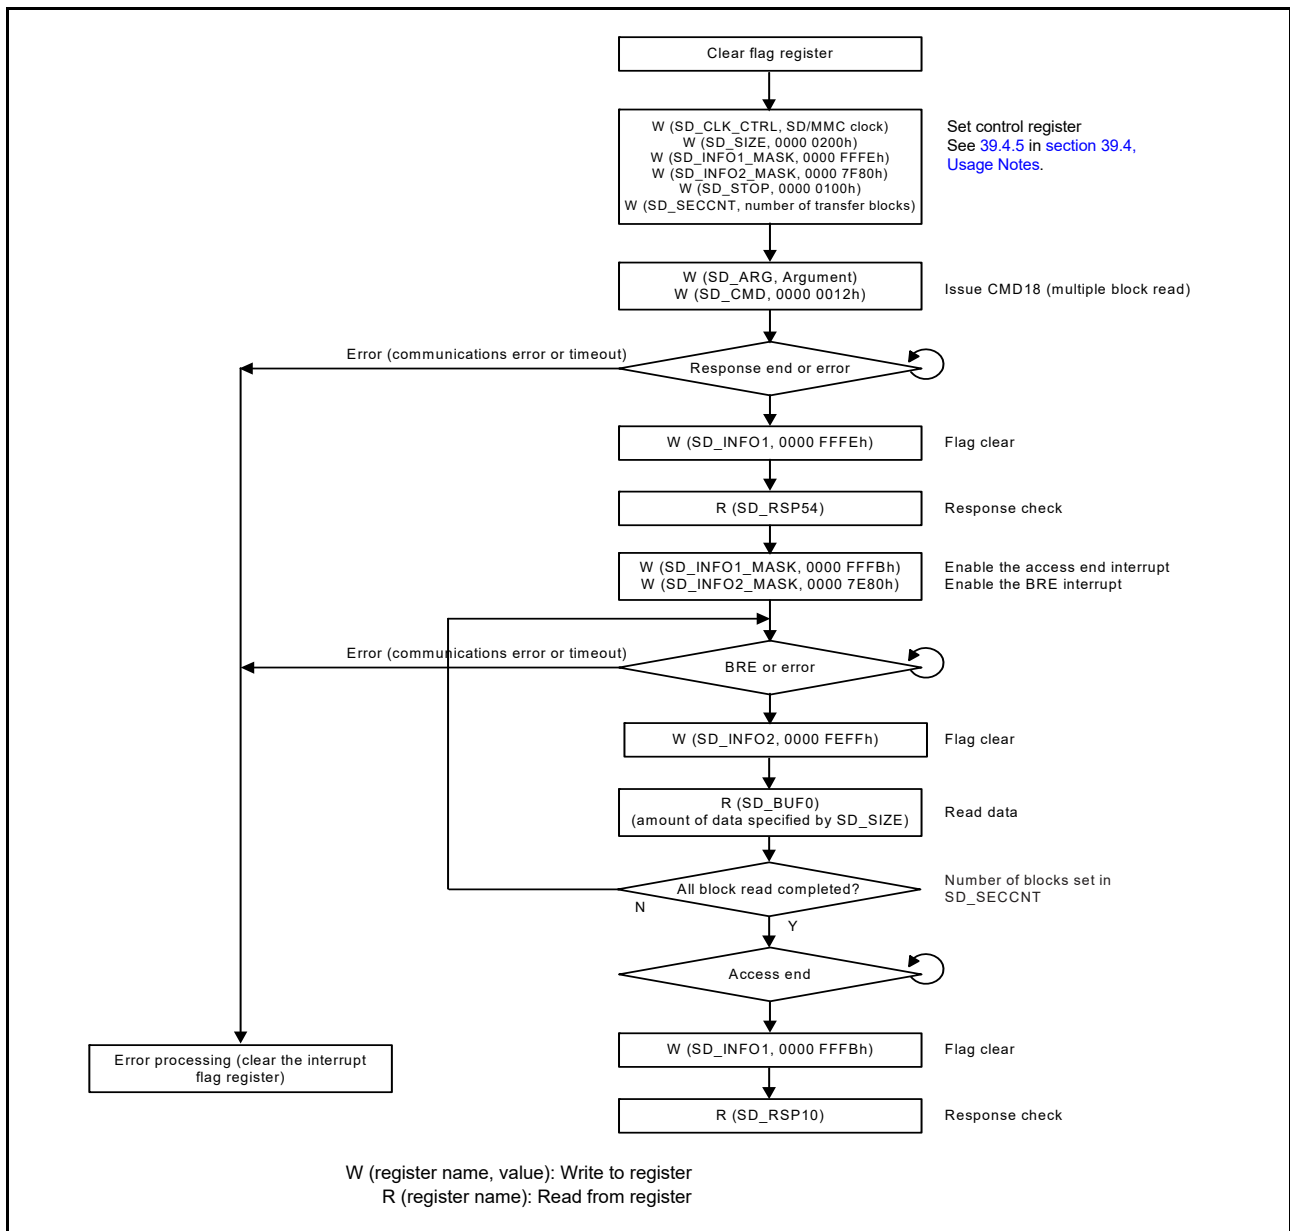 Clear flag register
W (SD_CLK_CTRL, SD/MMC clock)
W (SD_SIZE, 0000 0200h)
W (SD_INFO1_MASK, 0000 FFFEh)
W (SD_INFO2_MASK, 0000 7F80h)
W (SD_STOP, 0000 0100h)
W (SD_SECCNT, number of transfer blocks)
Set control register
See 39.4.5 in section 39.4,
Usage Notes.
W (SD_ARG, Argument)
W (SD_CMD, 0000 0012h)
Issue CMD18 (multiple block read)
Error (communications error or timeout)
Response end or error
W (SD_INFO1, 0000 FFFEh)
Flag clear
R (SD_RSP54)
Response check
W (SD_INFO1_MASK, 0000 FFFBh)
W (SD_INFO2_MASK, 0000 7E80h)
Enable the access end interrupt
Enable the BRE interrupt
Error (communications error or timeout)
BRE or error
W (SD_INFO2, 0000 FEFFh)
Flag clear
R (SD_BUF0)
(amount of data specified by SD_SIZE)
Read data
All block read completed?
Number of blocks set in
SD_SECCNT
N
Y
Access end
W (SD_INFO1, 0000 FFFBh)
Flag clear
Error processing (clear the interrupt
flag register)
R (SD_RSP10)
Response check
W (register name, value): Write to register
R (register name): Read from register